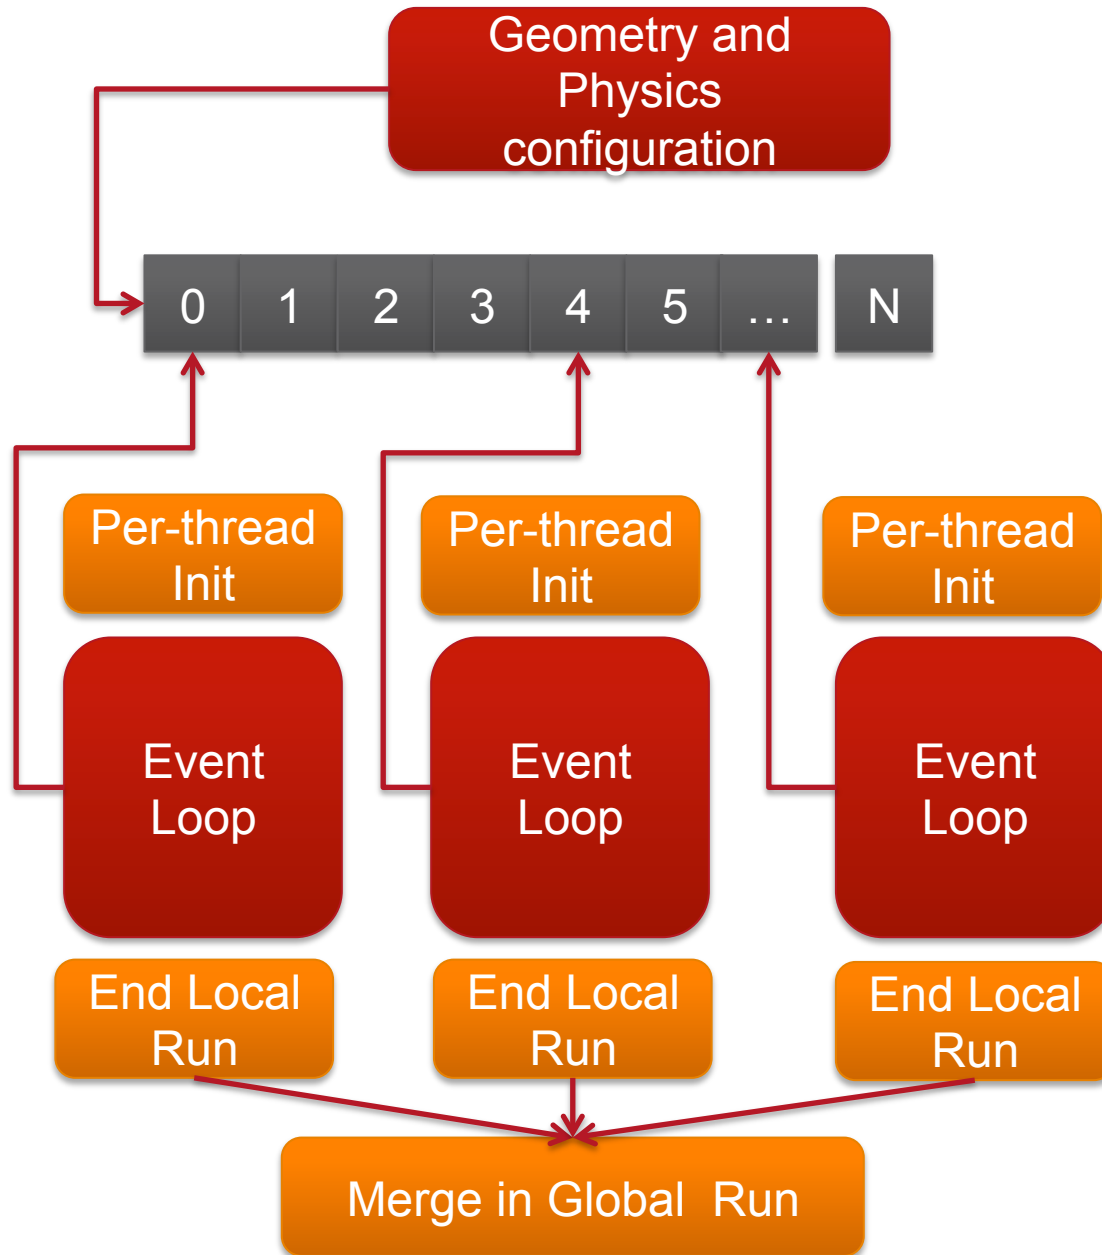 Geometry and
Physics
configuration
0 1 2 3 4 5 ... N
Per-thread
Init
Per-thread
Init
Per-thread
Init
Event
Loop
Event
Loop
Event
Loop
End Local
Run
End Local
Run
End Local
Run
Merge in Global Run